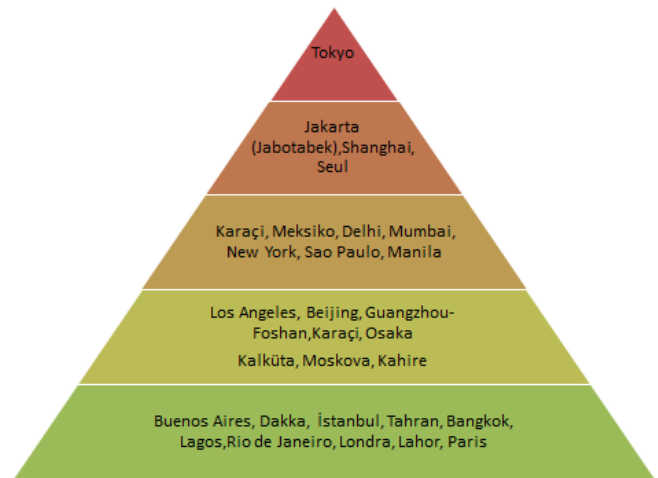 Tokyo
Jakarta
(Jabotabek),Shanghai,
Seul
Karaçi, Meksiko, Delhi, Mumbai,
New York, Sao Paulo, Manila
Los Angeles, Beijing, Guangzhou-
Foshan,Karaçi, Osaka
Kalküta, Moskova, Kahire
Buenos Aires, Dakka, İstanbul, Tahran, Bangkok,
Lagos,Rio de Janeiro, Londra, Lahor, Paris